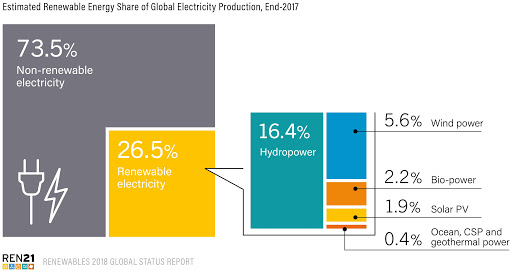 Estimated Renewable Energy Share of Global Electricity Production, End-2017
73.5%
Non-renewable
electricity
26.5%
Renewable
electricity
16.4%
Hydropower
5.6% Wind power
2.2% Bio-power
1.9% Solar PV
0.4% Ocean, CSP and
geothermal power
REN21
RENEWABLES 2018 GLOBAL STATUS REPORT